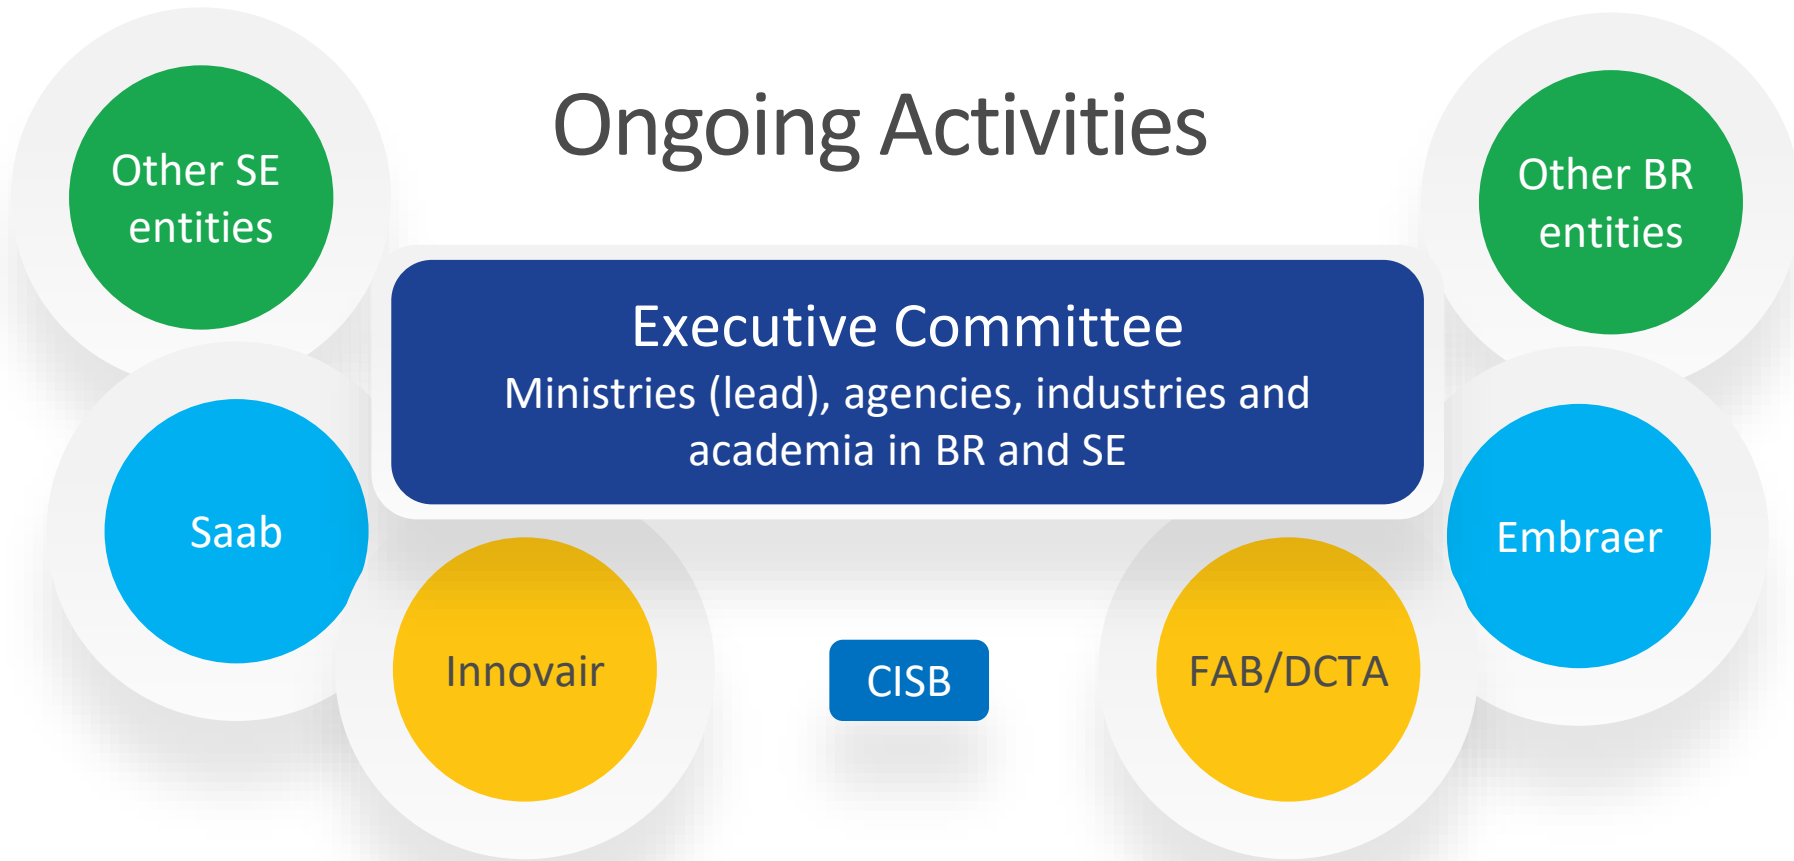 Ongoing Activities
Other SE
entities
Other BR
entities
Executive Committee
Ministries (lead), agencies, industries and
academia in BR and SE
Saab
Embraer
Innovair
CISB
FAB/DCTA